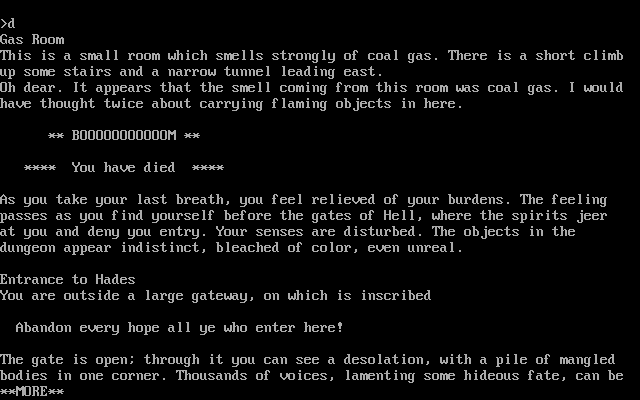 >d
Gas Room
This is a small room which smells strongly of coal gas. There is a short climb
up some stairs and a narrow tunnel leading east.
Oh dear. It appears that the smell coming from this room was coal gas. I would
have thought twice about carrying flaming objects in here.
** BOOOOOOOOOOOM **
**** You have died ****
As you take your last breath, you feel relieved of your burdens. The feeling
passes as you find yourself before the gates of Hell, where the spirits jeer
at you and deny you entry. Your senses are disturbed. The objects in the
dungeon appear indistinct, bleached of color, even unreal.
Entrance to Hades
You are outside a large gateway, on which is inscribed
Abandon every hope all ye who enter here!
The gate is open; through it you can see a desolation, with a pile of mangled
bodies in one corner. Thousands of voices, lamenting some hideous fate, can be
**MORE**